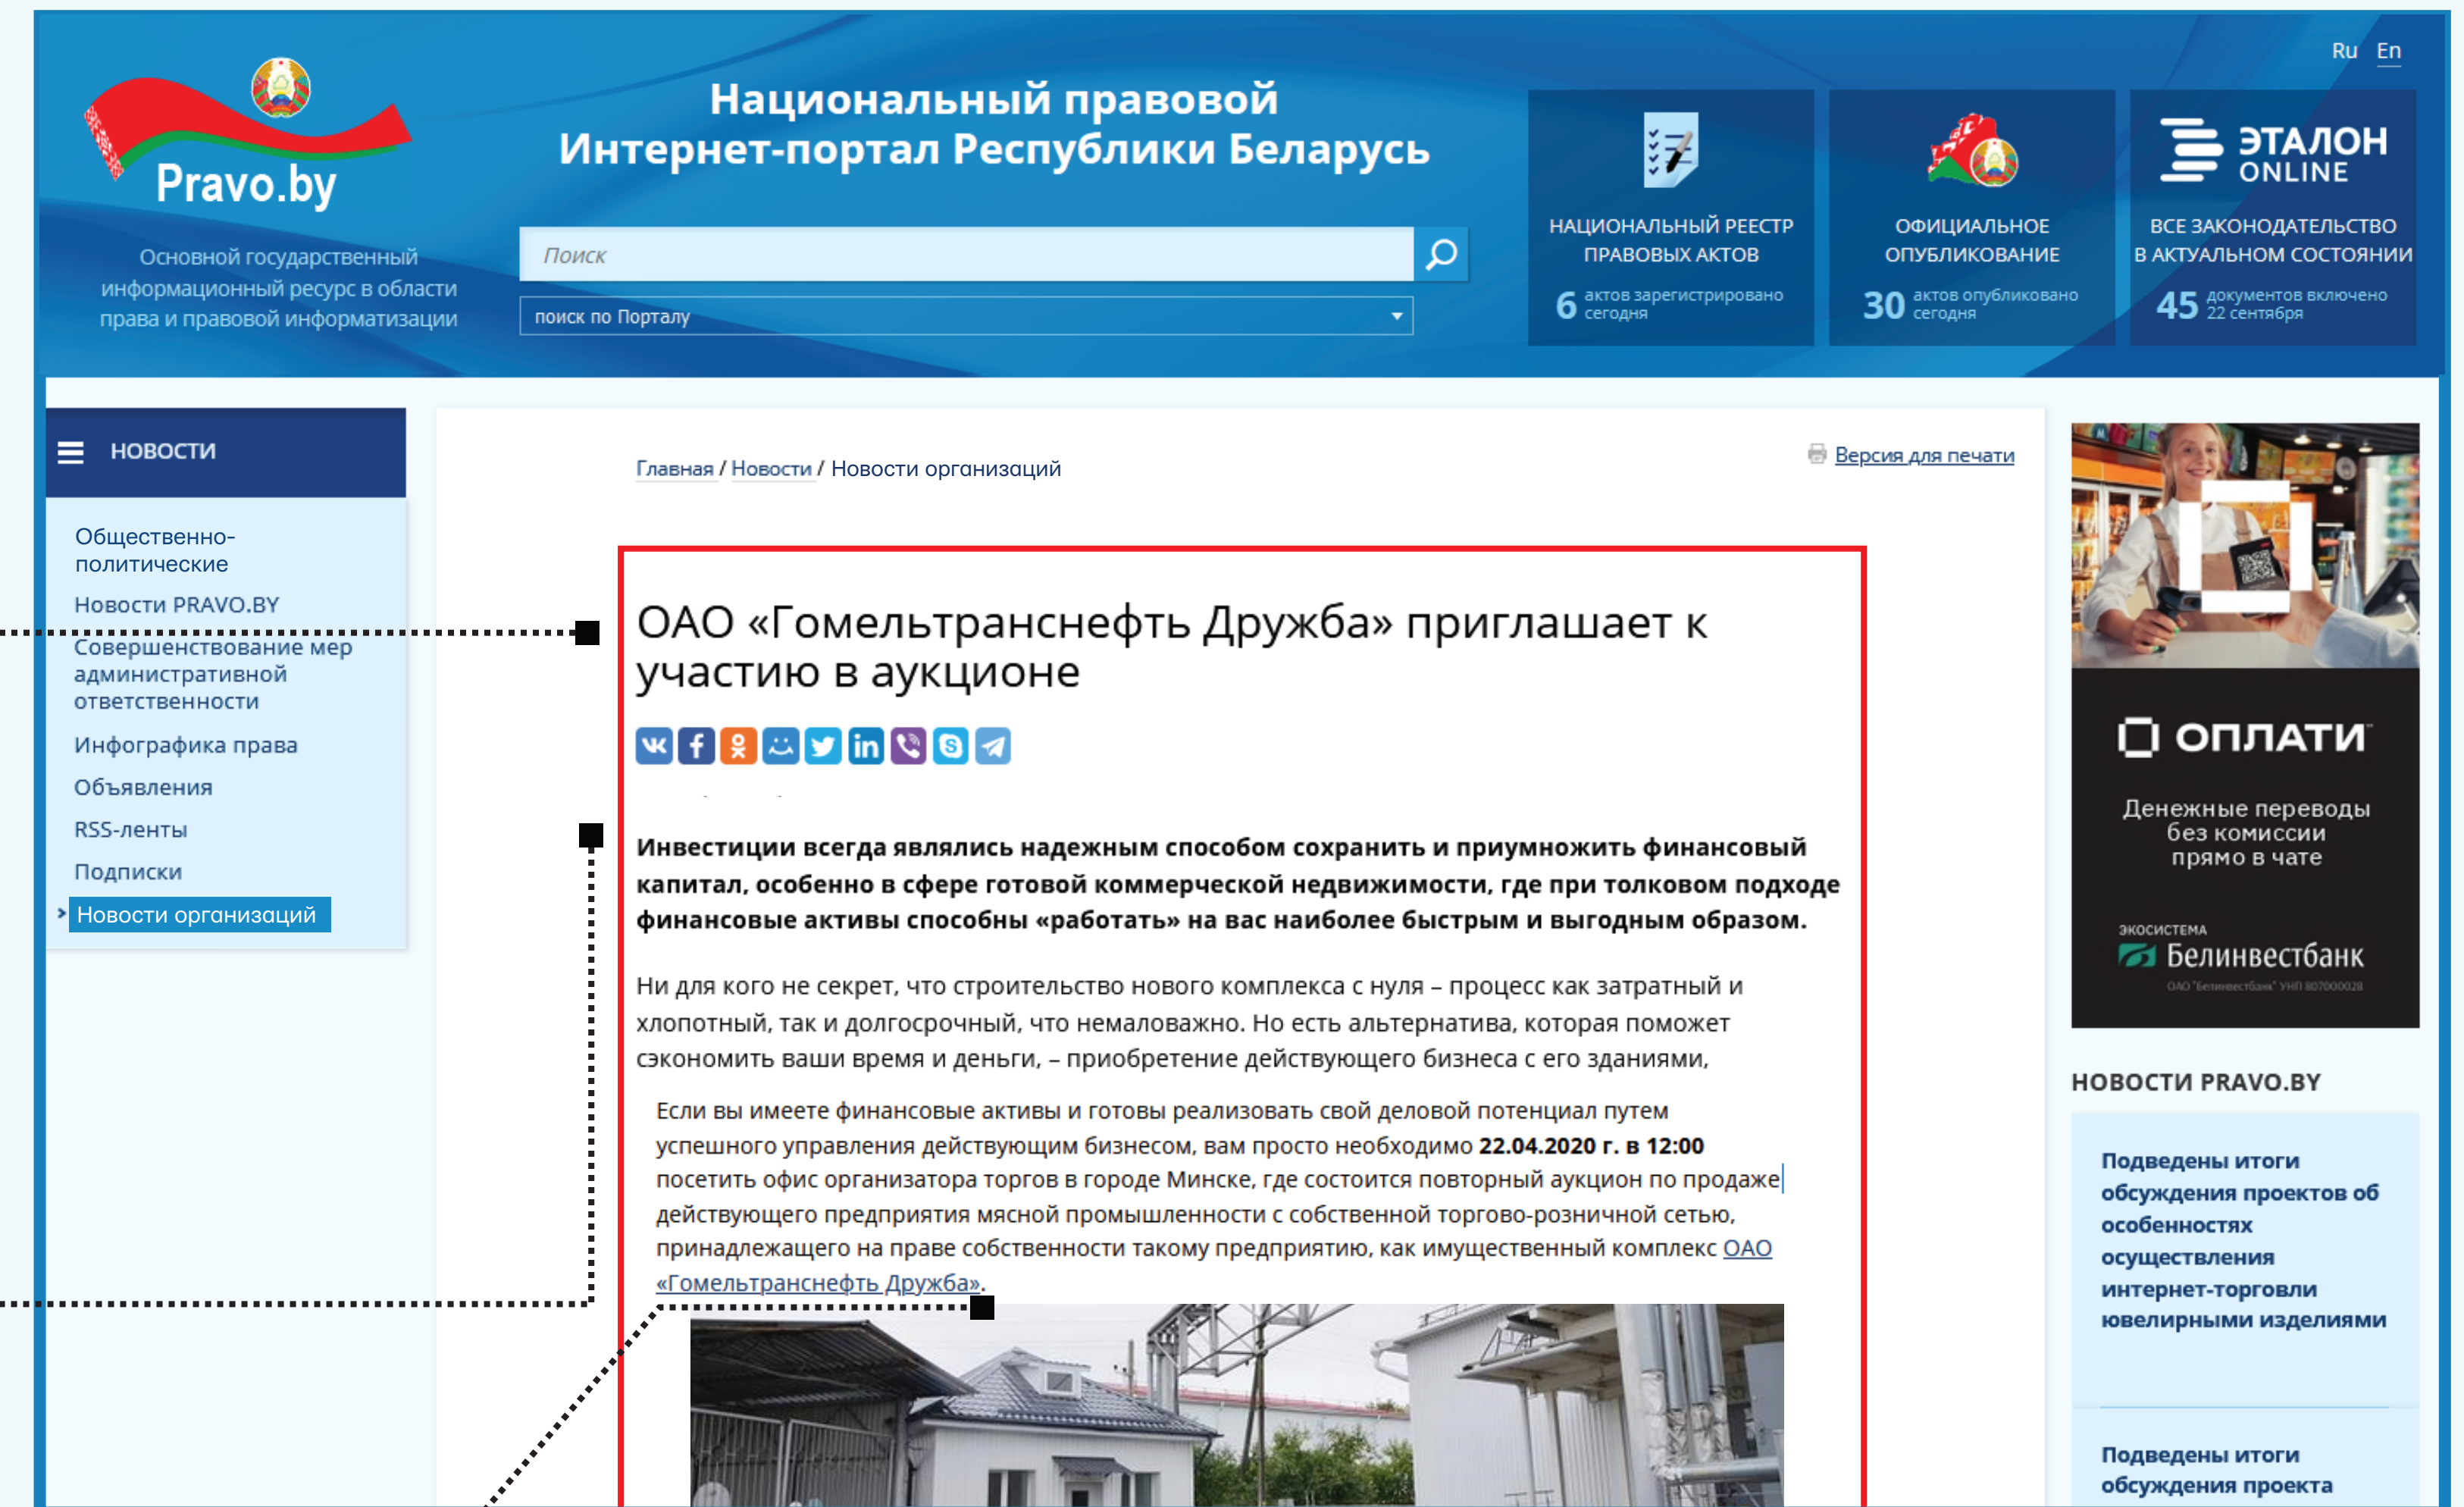 Ru En
Pravo.by
Основной государственный
информационный ресурс в области
права и правовой информатизации
Национальный правовой
Интернет-портал Республики Беларусь
Поиск
поиск по Порталу
НАЦИОНАЛЬНЫЙ РЕЕСТР
ПРАВОВЫХ АКТОВ
6 актов зарегистрировано
сегодня
ОФИЦИАЛЬНОЕ
ОПУБЛИКОВАНИЕ
30 актов опубликовано
сегодня
ЭТАЛОН
ONLINE
ВСЕ ЗАКОНОДАТЕЛЬСТВО
В АКТУАЛЬНОМ СОСТОЯНИИ
45 документов включено
22 сентября
НОВОСТИ
Общественно-
политические
Новости PRAVO.BY
Совершенствование мер
административной
ответственности
Инфографика права
Объявления
RSS-ленты
Подписки
Новости организаций
Главная / Новости / Новости организаций
Версия для печати
ОАО «Гомельтранснефть Дружба» приглашает к
участию в аукционе
Инвестиции всегда являлись надежным способом сохранить и приумножить финансовый
капитал, особенно в сфере готовой коммерческой недвижимости, где при толковом подходе
финансовые активы способны «работать» на вас наиболее быстрым и выгодным образом.
Ни для кого не секрет, что строительство нового комплекса с нуля – процесс как затратный и
хлопотный, так и долгосрочный, что немаловажно. Но есть альтернатива, которая поможет
сэкономить ваши время и деньги, – приобретение действующего бизнеса с его зданиями,
Если вы имеете финансовые активы и готовы реализовать свой деловой потенциал путем
успешного управления действующим бизнесом, вам просто необходимо 22.04.2020 г. в 12:00
посетить офис организатора торгов в городе Минске, где состоится повторный аукцион по продаже
действующего предприятия мясной промышленности с собственной торгово-розничной сетью,
принадлежащего на праве собственности такому предприятию, как имущественный комплекс ОАО
«Гомельтранснефть Дружба».
ОПЛАТИ
Денежные переводы
без комиссии
прямо в чате
ЭКОСИСТЕМА
Белинвестбанк
ОАО "Белинвестбанк" УНП 807000028
НОВОСТИ PRAVO.BY
Подведены итоги
обсуждения проектов об
особенностях
осуществления
интернет-торговли
ювелирными изделиями
Подведены итоги
обсуждения проекта